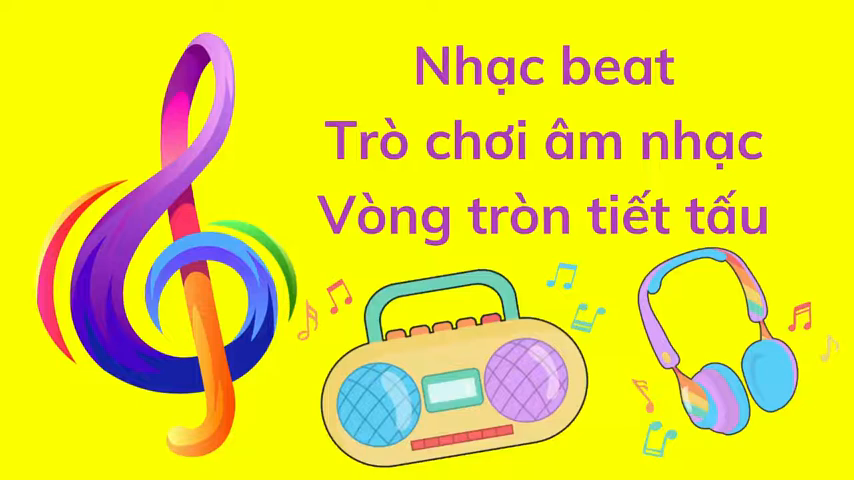 Nhạc beat
Trò chơi âm nhạc
Vòng tròn tiết tấu